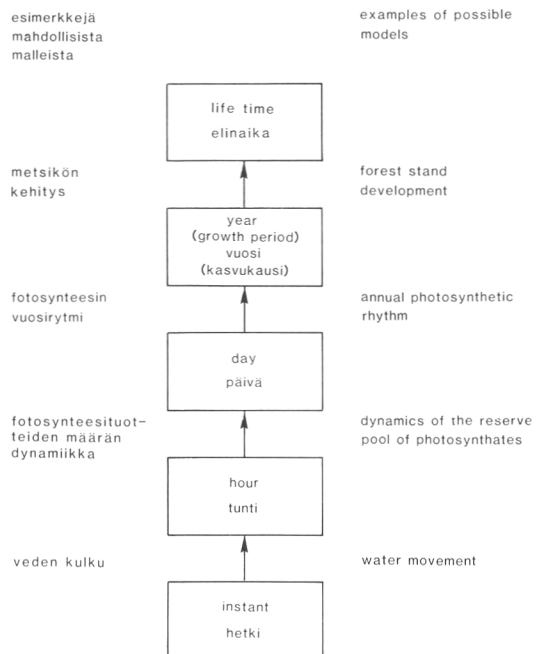 esimerkkejä
mahdollisista
malleista
examples of possible
models
life time
elinaika
metsikön
kehitys
forest stand
development
year
(growth period)
vuosi
(kasvukausi)
fotosynteesin
vuosirytmi
annual photosynthetic
rhythm
day
päivä
fotosynteesituot-
teiden määrän
dynamiikka
dynamics of the reserve
pool of photosynthates
hour
tunti
veden kulku
water movement
instant
hetki